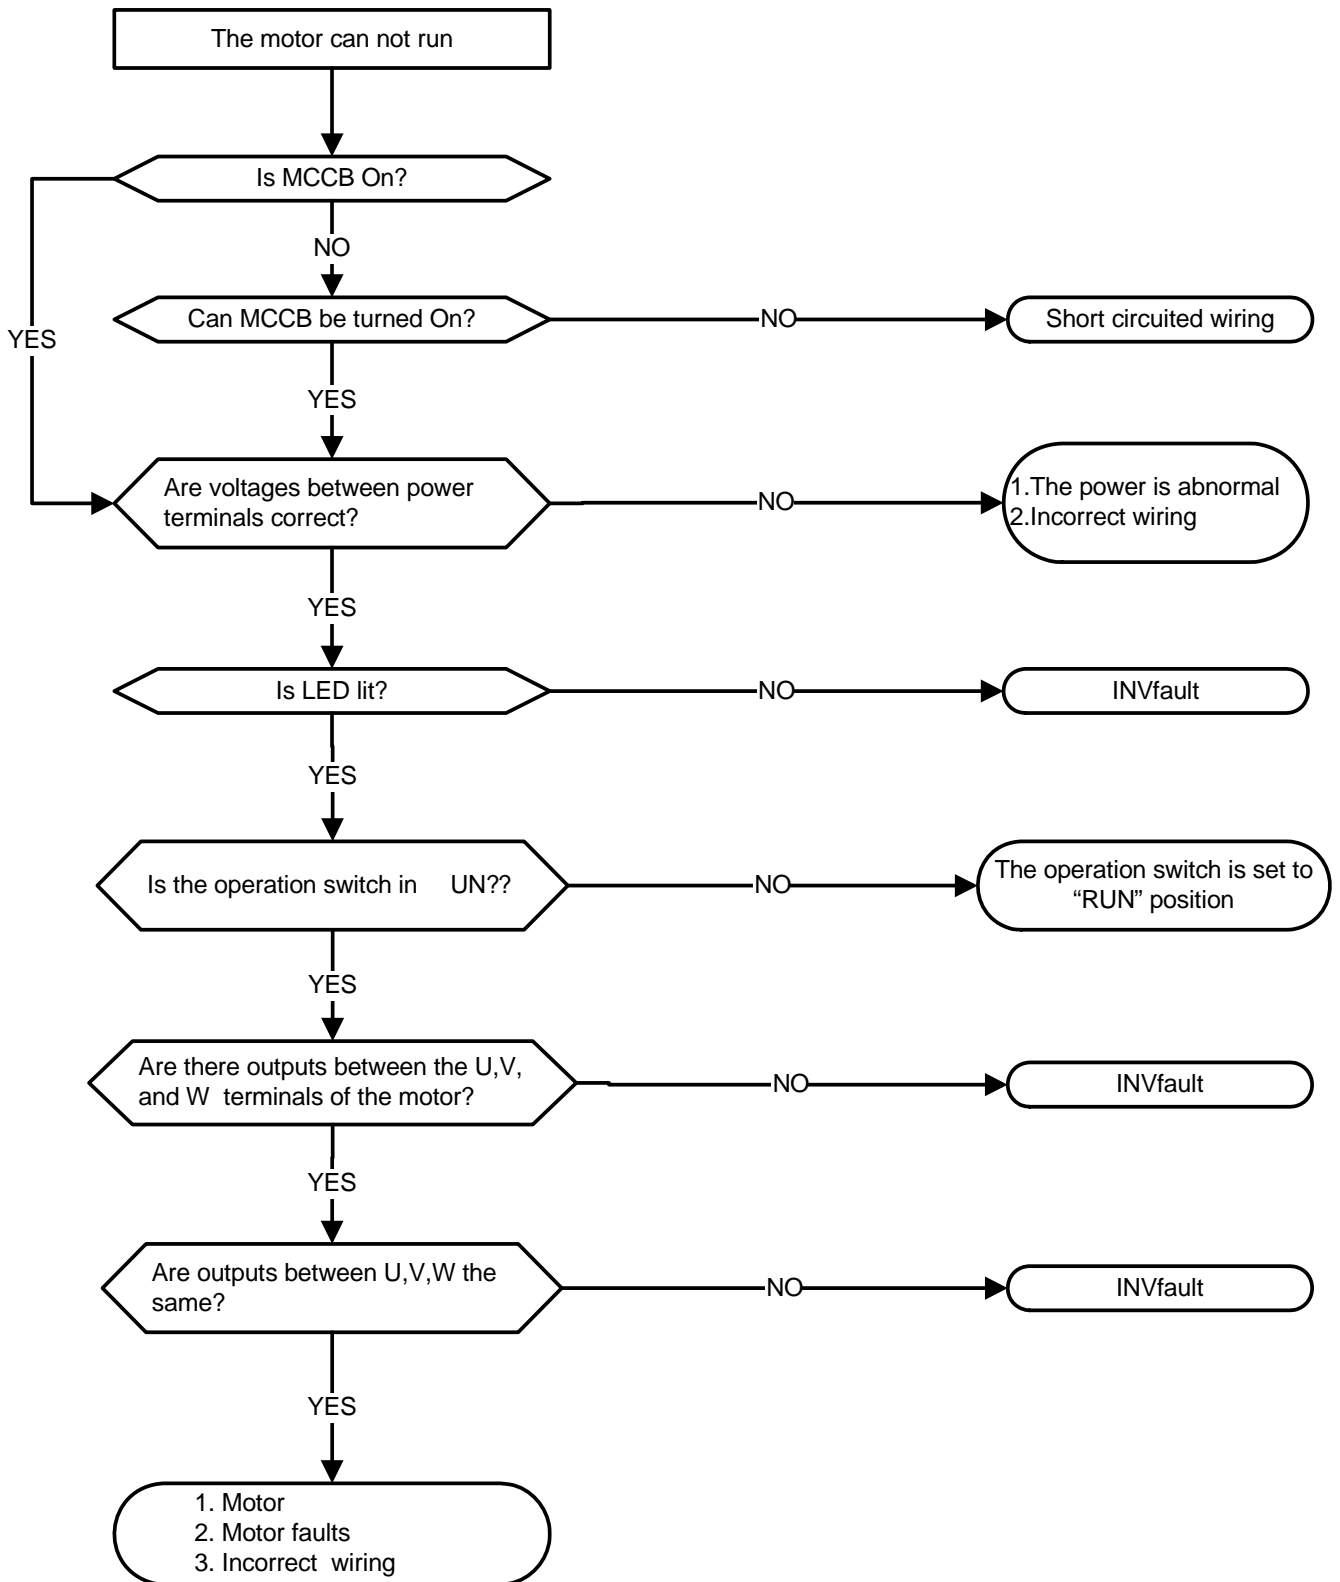 The motor can not run
Is MCCB On?
NO
YES
Can MCCB be turned On?
NO
Short circuited wiring
YES
Are voltages between power
terminals correct?
NO
1.The power is abnormal
2.Incorrect wiring
YES
Is LED lit?
NO
INVfault
YES
Is the operation switch in UN??
NO
The operation switch is set to
“RUN” position
YES
Are there outputs between the U,V,
and W terminals of the motor?
NO
INVfault
YES
Are outputs between U,V,W the
same?
NO
INVfault
YES
1. Motor
2. Motor faults
3. Incorrect wiring